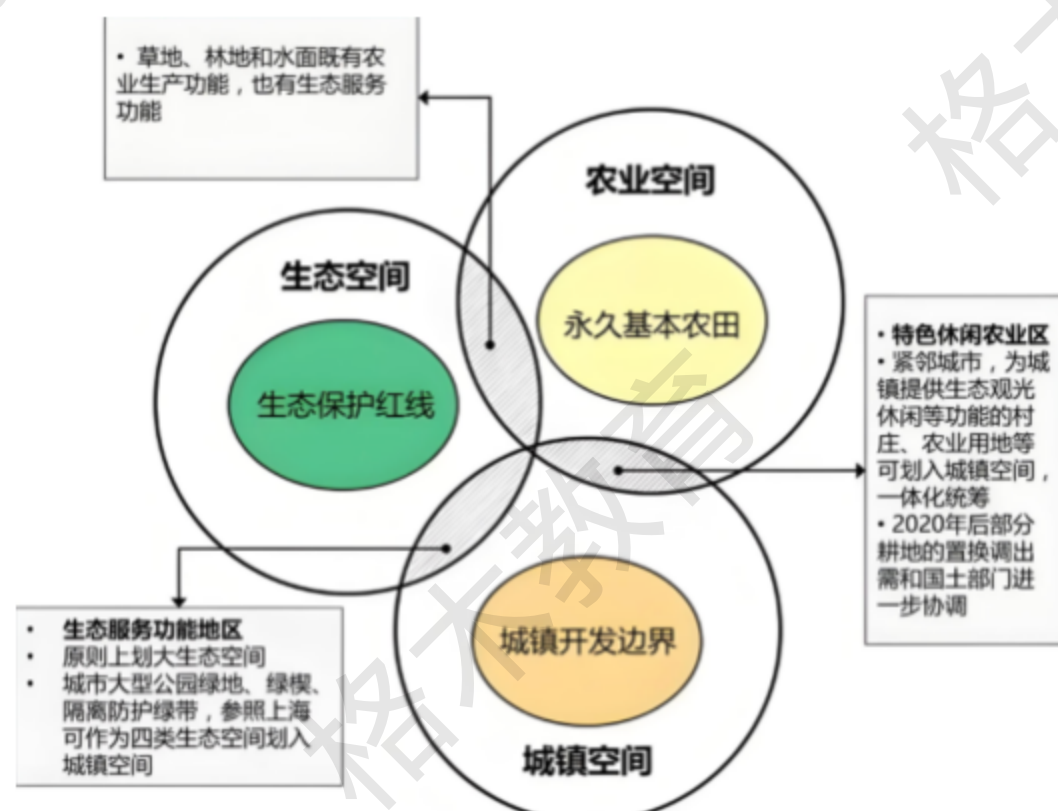 • 草地、林地和水面既有农
业生产功能，也有生态服务
功能
农业空间
生态空间
永久基本农田
生态保护红线
• 特色休闲农业区
• 紧邻城市，为城
镇提供生态观光
休闲等功能的村
庄、农业用地等
可划入城镇空间，
一体化统筹
• 2020年后部分
耕地的置换调出
需和国土部门进
一步协调
• 生态服务功能地区
• 原则上划大生态空间
• 城市大型公园绿地、绿楔、
隔离防护绿带，参照上海
可作为四类生态空间划入
城镇空间
城镇开发边界
城镇空间
格木教育
格